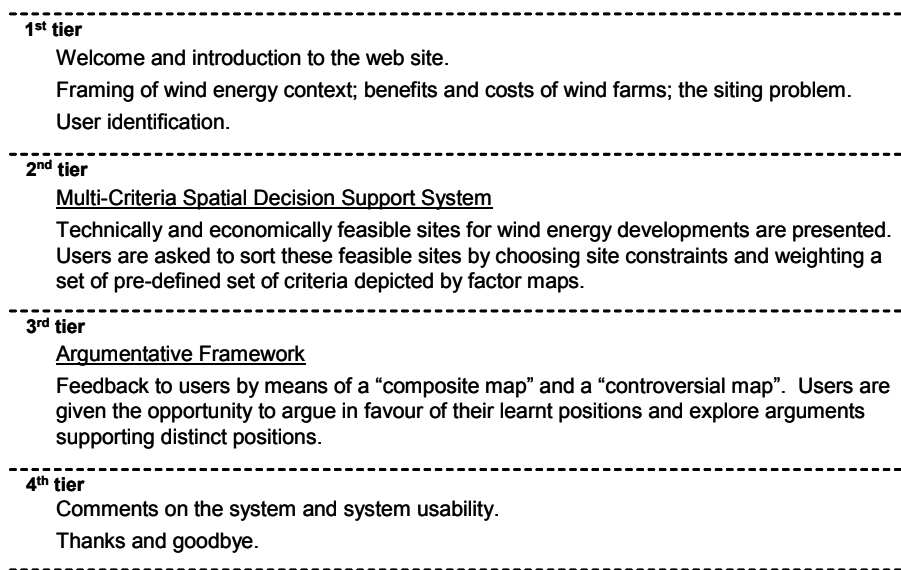 1st tier
Welcome and introduction to the web site.
Framing of wind energy context; benefits and costs of wind farms; the siting problem.
User identification.
2nd tier
Multi-Criteria Spatial Decision Support System
Technically and economically feasible sites for wind energy developments are presented.
Users are asked to sort these feasible sites by choosing site constraints and weighting a
set of pre-defined set of criteria depicted by factor maps.
3rd tier
Argumentative Framework
Feedback to users by means of a “composite map” and a “controversial map”.  Users are
given the opportunity to argue in favour of their learnt positions and explore arguments
supporting distinct positions.
4th tier
Comments on the system and system usability.
Thanks and goodbye.